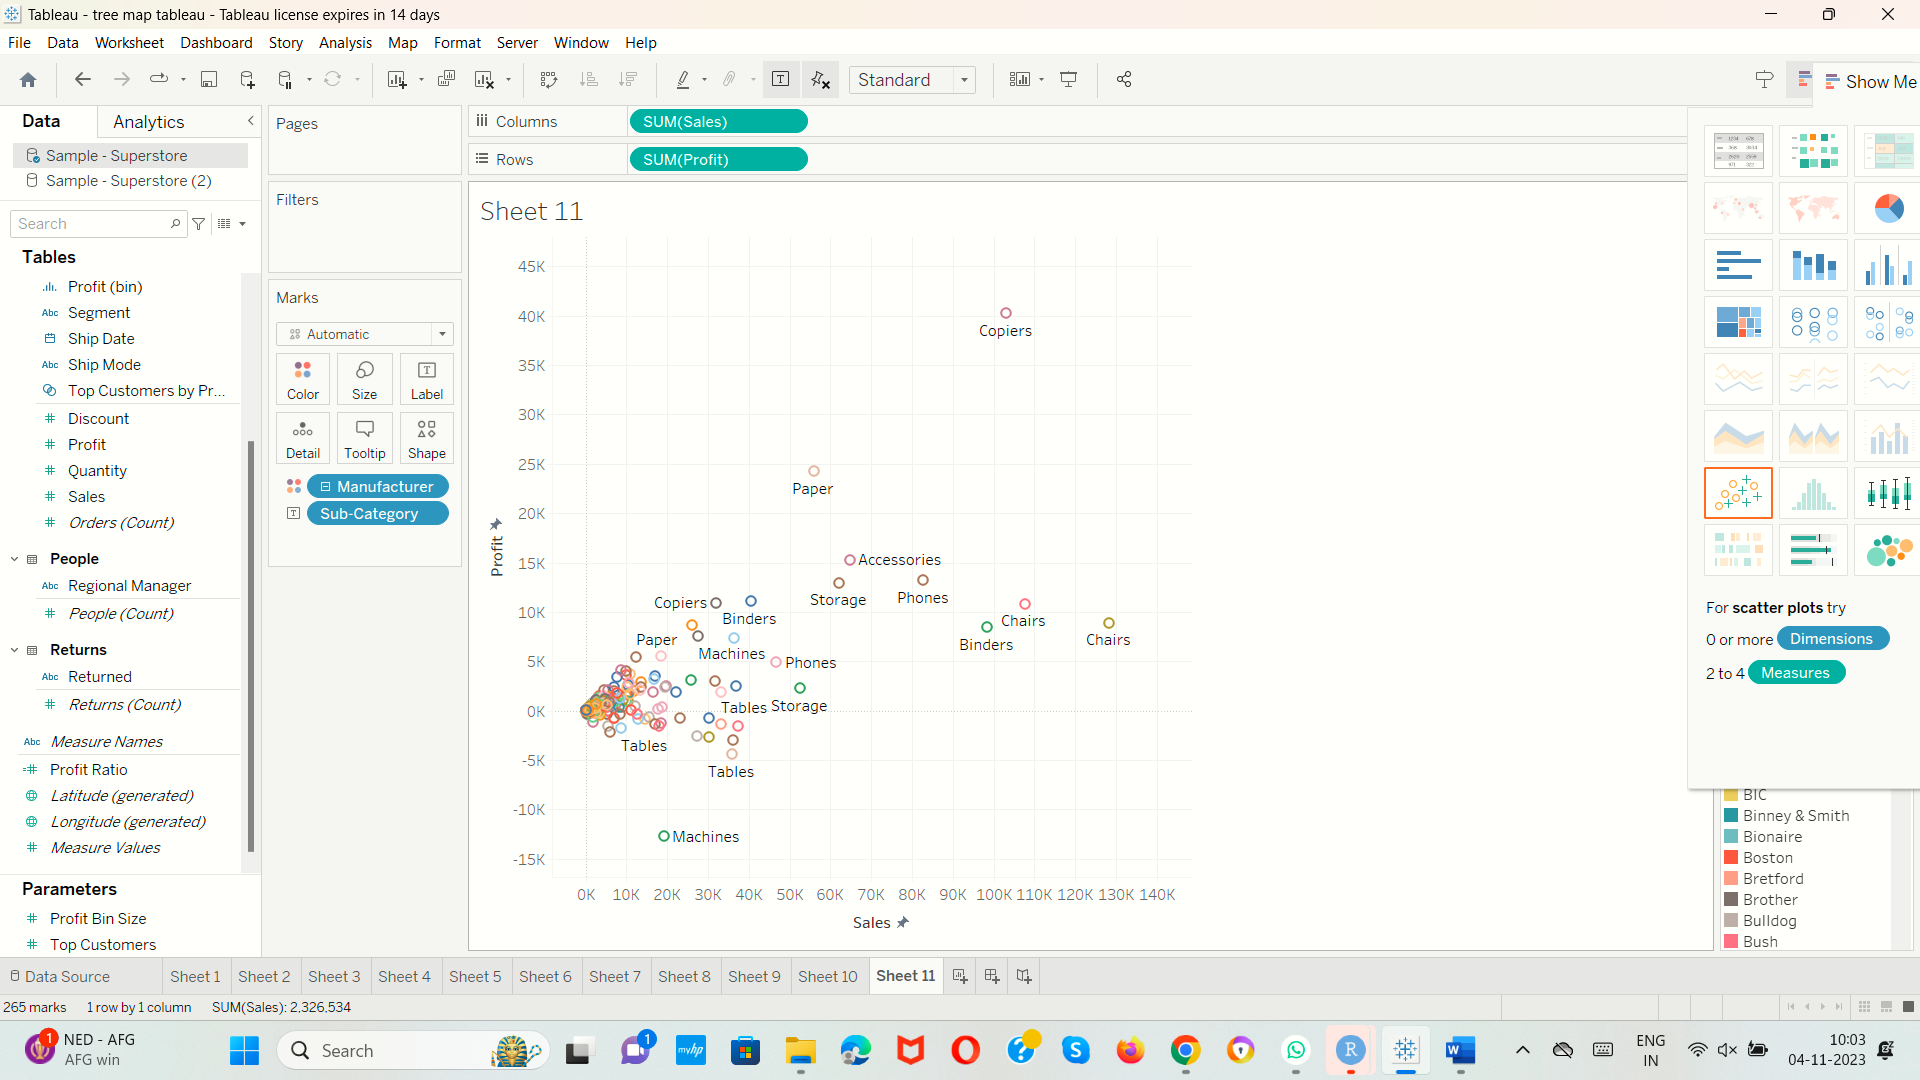 Tableau - tree map tableau - Tableau license expires in 14 days
File Data Worksheet Dashboard Story Analysis Map Format Server Window Help
Standard
Show Me
Data Analytics
Sample - Superstore
Sample - Superstore (2)
Search
Tables
Profit (bin)
Abc Segment
Ship Date
Abc Ship Mode
Top Customers by Pr...
Discount
Profit
Quantity
Sales
Orders (Count)
People
Abc Regional Manager
People (Count)
Returns
Abc Returned
Returns (Count)
Abc Measure Names
Profit Ratio
Latitude (generated)
Longitude (generated)
Measure Values
Parameters
Profit Bin Size
Top Customers
Pages
Filters
Marks
Automatic
Color Size Label
Detail Tooltip Shape
Manufacturer
Sub-Category
Columns SUM(Sales)
Rows SUM(Profit)
Sheet 11
45K
40K
35K
30K
25K
20K
15K
10K
5K
0K
-5K
-10K
-15K
Profit
Copiers
Paper
Accessories
Storage
Phones
Copiers
Binders
Chairs
Binders
Chairs
Paper
Machines
Phones
Tables
Storage
Tables
Tables
Machines
0K 10K 20K 30K 40K 50K 60K 70K 80K 90K 100K 110K 120K 130K 140K
Sales
For scatter plots try
0 or more Dimensions
2 to 4 Measures
BIC
Binney & Smith
Bionaire
Boston
Bretford
Brother
Bulldog
Bush
Data Source Sheet 1 Sheet 2 Sheet 3 Sheet 4 Sheet 5 Sheet 6 Sheet 7 Sheet 8 Sheet 9 Sheet 10 Sheet 11
265 marks 1 row by 1 column SUM(Sales): 2,326,534
1 NED - AFG
AFG win
Search
1
myhp
ENG
IN
10:03
04-11-2023